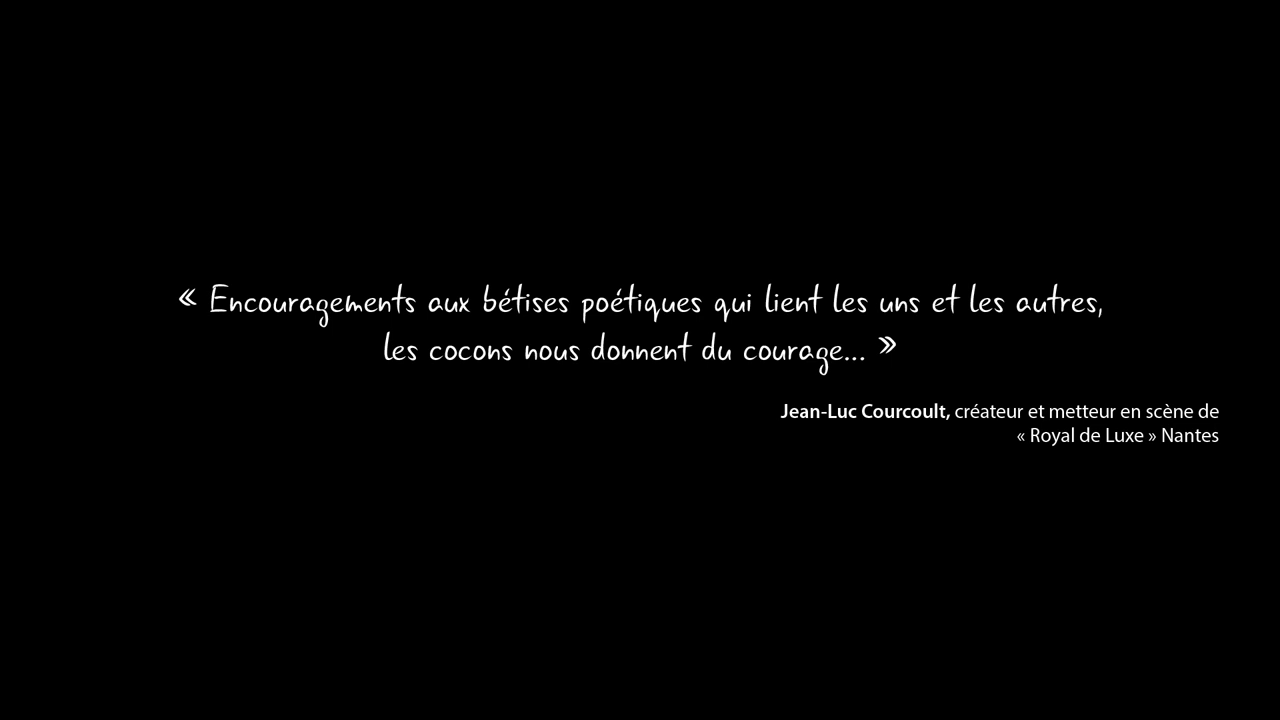 « Encouragements aux bétises poétiques qui lient les uns et les autres,
les cocons nous donnent du courage... »
Jean-Luc Courcoult, créateur et metteur en scène de
« Royal de Luxe » Nantes